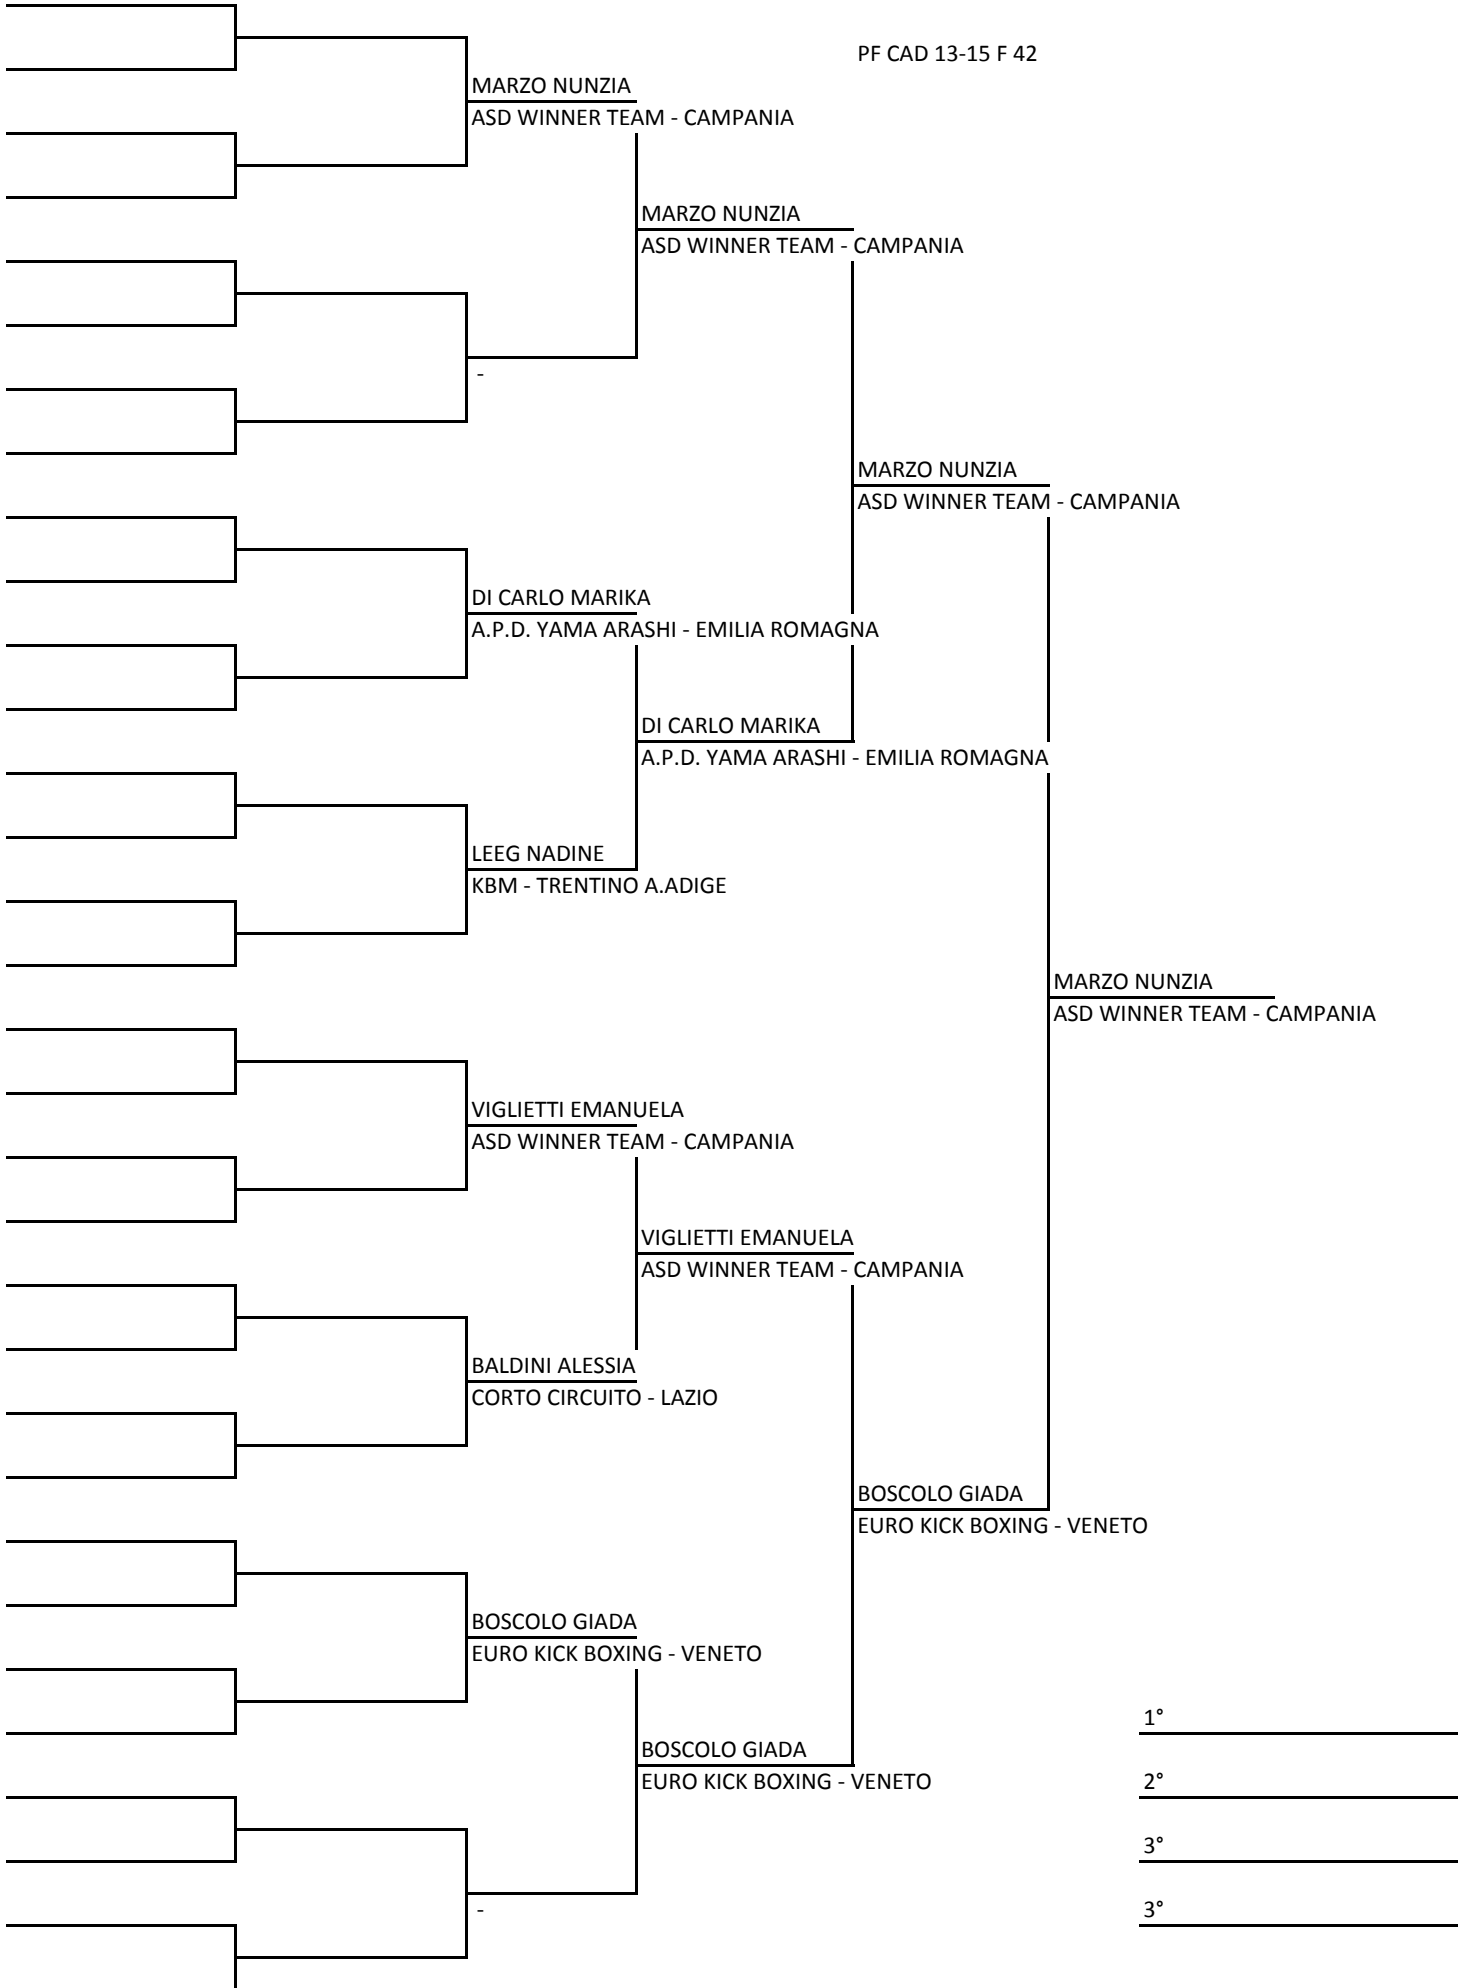 PF CAD 13-15 F 42
MARZO NUNZIA
ASD WINNER TEAM - CAMPANIA
MARZO NUNZIA
ASD WINNER TEAM - CAMPANIA
-
MARZO NUNZIA
ASD WINNER TEAM - CAMPANIA
DI CARLO MARIKA
A.P.D. YAMA ARASHI - EMILIA ROMAGNA
DI CARLO MARIKA
A.P.D. YAMA ARASHI - EMILIA ROMAGNA
LEEG NADINE
KBM - TRENTINO A.ADIGE
MARZO NUNZIA
ASD WINNER TEAM - CAMPANIA
VIGLIETTI EMANUELA
ASD WINNER TEAM - CAMPANIA
VIGLIETTI EMANUELA
ASD WINNER TEAM - CAMPANIA
BALDINI ALESSIA
CORTO CIRCUITO - LAZIO
BOSCOLO GIADA
EURO KICK BOXING - VENETO
BOSCOLO GIADA
EURO KICK BOXING - VENETO
1°
BOSCOLO GIADA
EURO KICK BOXING - VENETO
2°
3°
-
3°